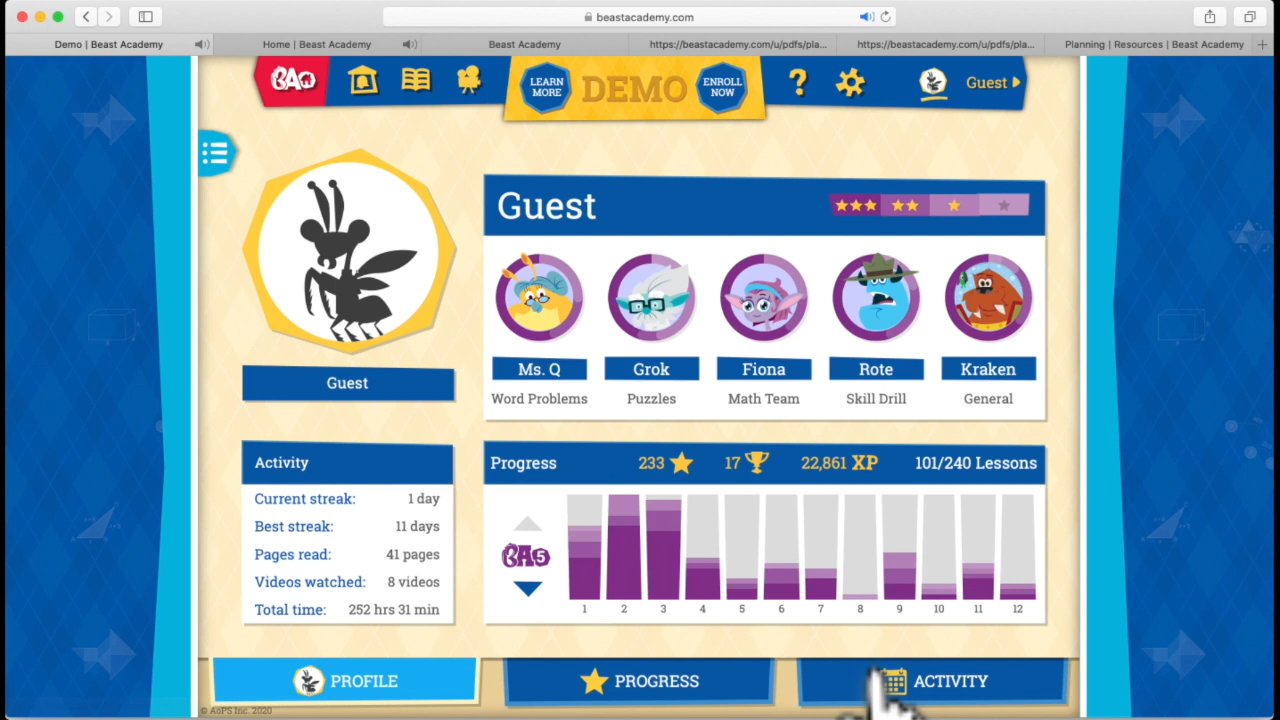 beastacademy.com
Demo | Beast Academy
Home | Beast Academy
Beast Academy
https://beastacademy.com/u/pdfs/pla...
https://beastacademy.com/u/pdfs/pla...
Planning | Resources | Beast Academy
BAO
LEARN MORE
DEMO
ENROLL NOW
?
Guest
Guest
Ms. Q
Grok
Fiona
Rote
Kraken
Word Problems
Puzzles
Math Team
Skill Drill
General
Guest
Activity
Current streak: 1 day
Best streak: 11 days
Pages read: 41 pages
Videos watched: 8 videos
Total time: 252 hrs 31 min
Progress 233 17 22,861 XP 101/240 Lessons
BA5
1 2 3 4 5 6 7 8 9 10 11 12
PROFILE
PROGRESS
ACTIVITY
© AoPS Inc. 2020